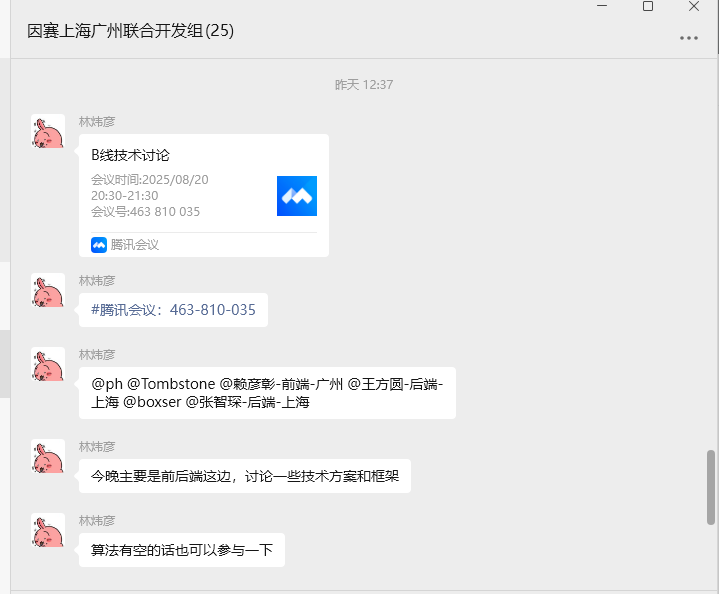 因赛上海广州联合开发组(25)
昨天 12:37
林炜彦
B线技术讨论
会议时间:2025/08/20
20:30-21:30
会议号:463 810 035
腾讯会议
林炜彦
#腾讯会议：463-810-035
林炜彦
@ph @Tombstone @赖彦彰-前端-广州 @王方圆-后端-
上海 @boxser @张智琛-后端-上海
林炜彦
今晚主要是前后端这边，讨论一些技术方案和框架
林炜彦
算法有空的话也可以参与一下